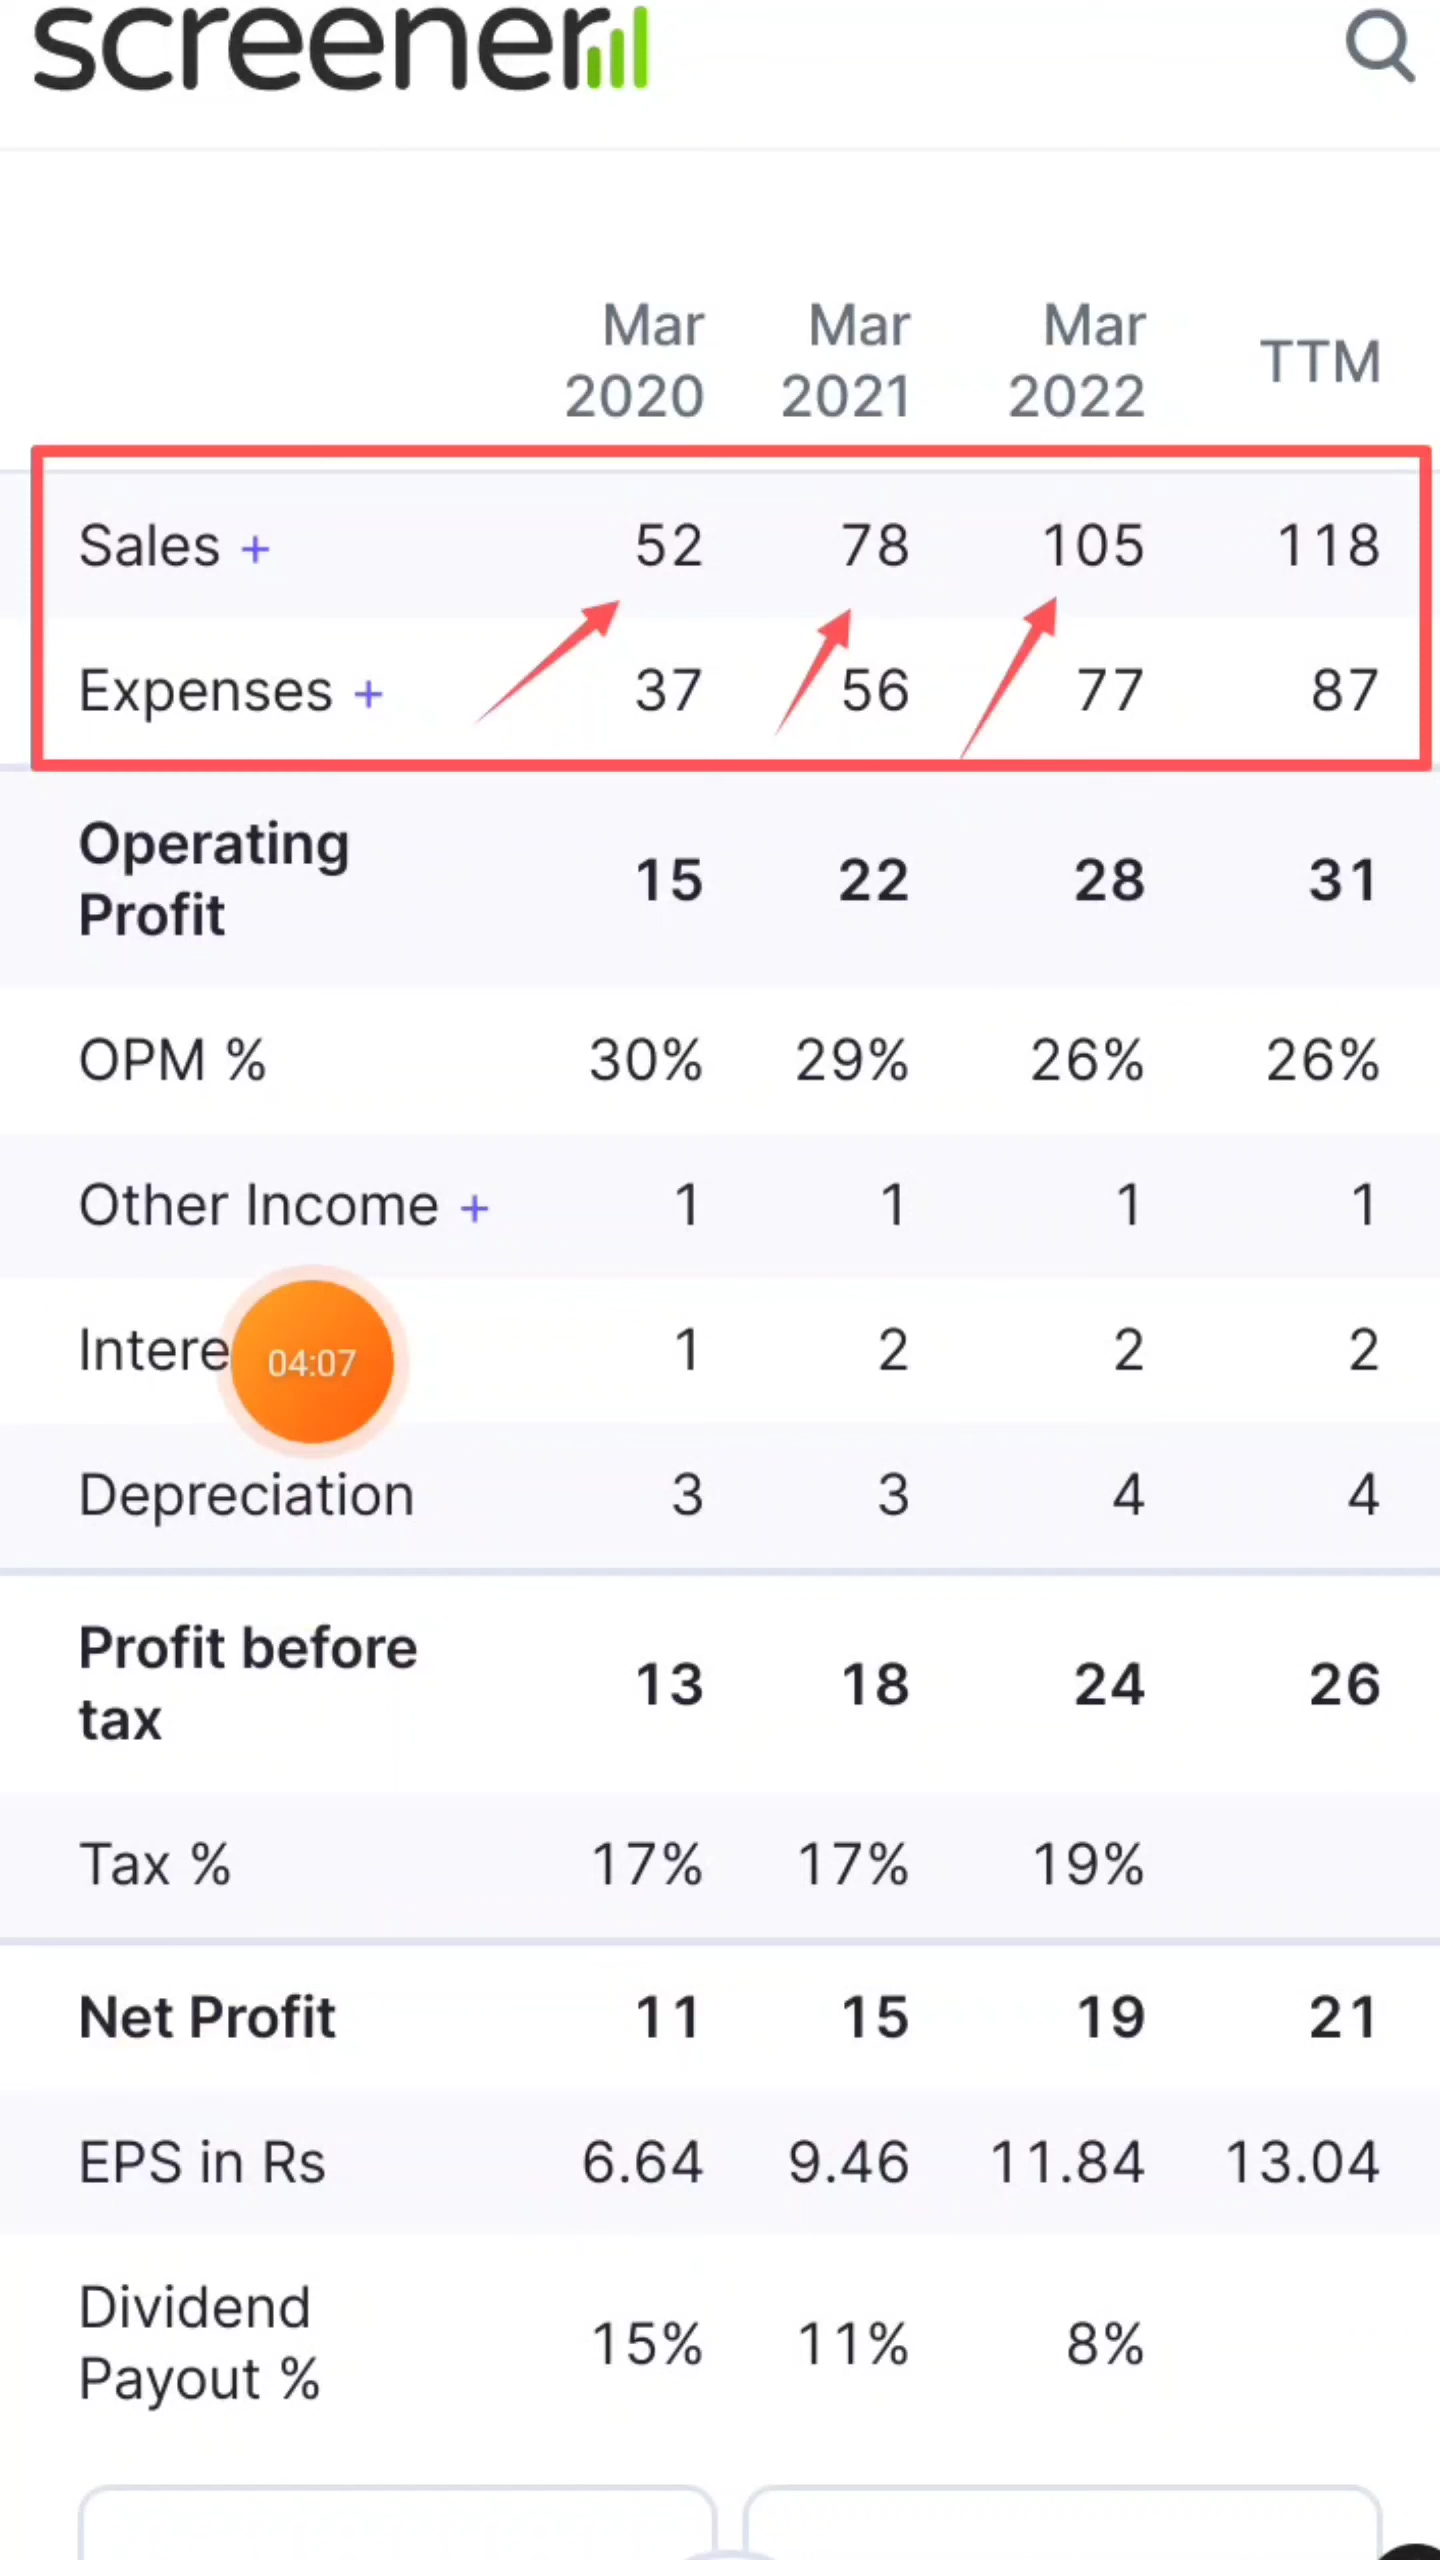 screener
Mar 2020 Mar 2021 Mar 2022 TTM
Sales + 52 78 105 118
Expenses + 37 56 77 87
Operating Profit 15 22 28 31
OPM % 30% 29% 26% 26%
Other Income + 1 1 1 1
Intere 04:07 1 2 2 2
Depreciation 3 3 4 4
Profit before tax 13 18 24 26
Tax % 17% 17% 19%
Net Profit 11 15 19 21
EPS in Rs 6.64 9.46 11.84 13.04
Dividend Payout % 15% 11% 8%